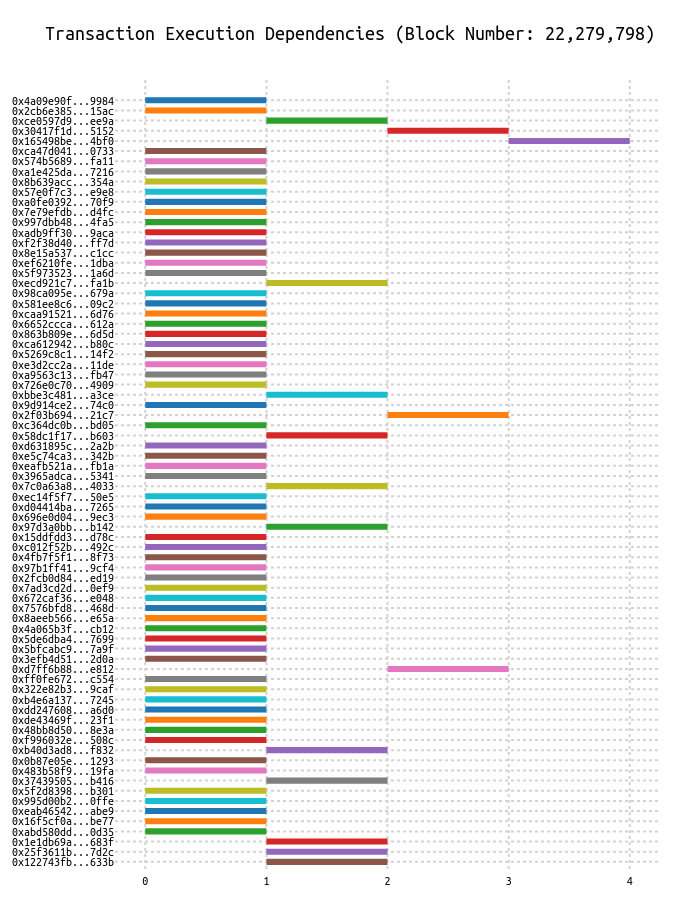 Transaction Execution Dependencies (Block Number: 22,279,798)
0x4a09e90f...9984
0x2cb6e385...15ac
0xce0597d9...ee9a
0x30417f1d...5152
0x165498be...4bf0
0xca47d041...0733
0x574b5689...fa11
0xa1e425da...7216
0x8b639acc...354a
0x57e0f7c3...e9e8
0xa0fe0392...70f9
0x7e79efdb...d4fc
0x997dbb48...4fa5
0xadb9ff30...9aca
0xf2f38d40...ff7d
0x8e15a537...c1cc
0xef6210fe...1dba
0x5f973523...1a6d
0xecd921c7...fa1b
0x98ca095e...679a
0x581ee8c6...09c2
0xcaa91521...6d76
0x6652ccca...612a
0x863b809e...6d5d
0xca612942...b80c
0x5269c8c1...14f2
0xe3d2cc2a...11de
0xa9563c13...fb47
0x726e0c70...4909
0xbbe3c481...a3ce
0x9d914ce2...74c0
0x2f03b694...21c7
0xc364dc0b...bd05
0x58dc1f17...b603
0xd631895c...2a2b
0xe5c74ca3...342b
0xeafb521a...fb1a
0x3965adca...5341
0x7c0a63a8...4033
0xec14f5f7...50e5
0xd04414ba...7265
0x696e0d04...9ec3
0x97d3a0bb...b142
0x15ddfdd3...d78c
0xc012f52b...492c
0x4fb7f5f1...8f73
0x97b1ff41...9cf4
0x2fcb0d84...ed19
0x7ad3cd2d...0ef9
0x672caf36...e048
0x7576bfd8...468d
0x8aeeb566...e65a
0x4a065b3f...cb12
0x5de6dba4...7699
0x5bfcabc9...7a9f
0x3efb4d51...2d0a
0xd7ff6b88...e812
0xff0fe672...c554
0x322e82b3...9caf
0xb4e6a137...7245
0xdd247608...a6d0
0xde43469f...23f1
0x48bb8d50...8e3a
0xf996032e...508c
0xb40d3ad8...f832
0x0b87e05e...1293
0x483b58f9...19fa
0x37439505...b416
0x5f2d8398...b301
0x995d00b2...0ffe
0xeab46542...abe9
0x16f5cf0a...be77
0xabd580dd...0d35
0x1e1db69a...683f
0x25f3611b...7d2c
0x122743fb...633b
0 1 2 3 4